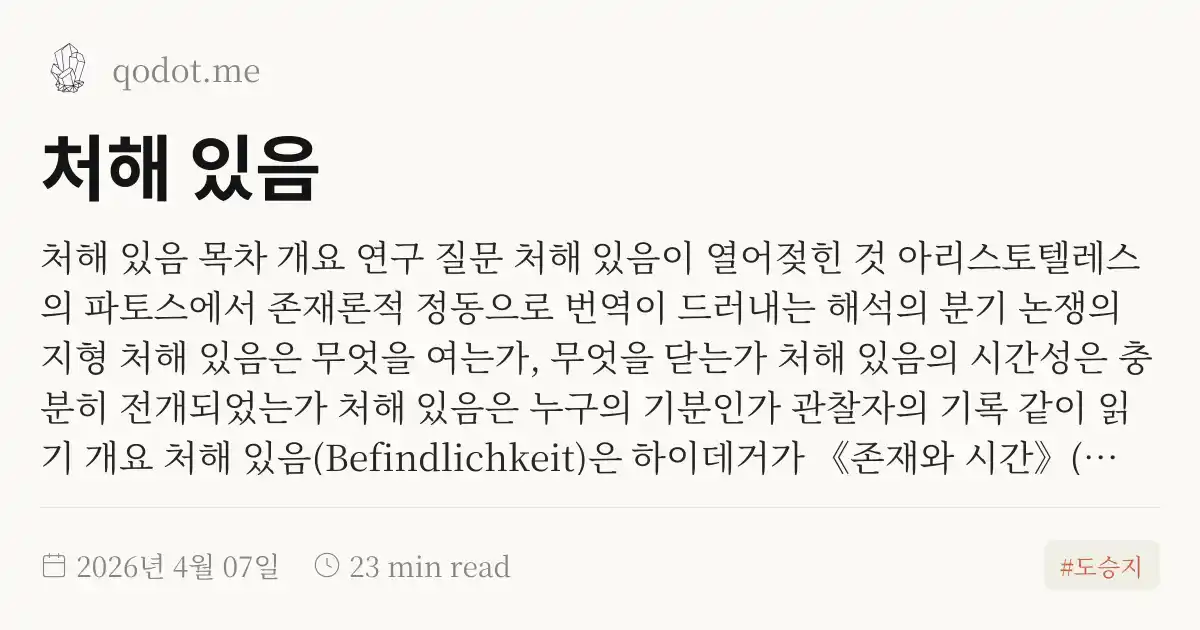 qodot.me
처해 있음
처해 있음 목차 개요 연구 질문 처해 있음이 열어젖힌 것 아리스토텔레스
의 파토스에서 존재론적 정동으로 번역이 드러내는 해석의 분기 논쟁의
지형 처해 있음은 무엇을 여는가, 무엇을 닫는가 처해 있음의 시간성은 충
분히 전개되었는가 처해 있음은 누구의 기분인가 관찰자의 기록 같이 읽
기 개요 처해 있음(Befindlichkeit)은 하이데거가 《존재와 시간》(…
2026년 4월 07일 23 min read #도승지